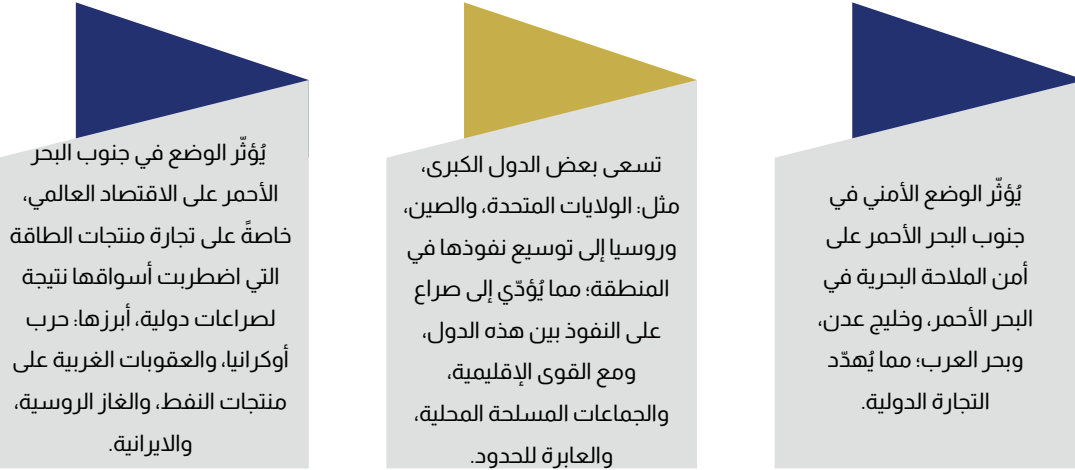 يُؤثّر الوضع الأمني في
جنوب البحر الأحمر على
أمن الملاحة البحرية في
البحر الأحمر، وخليج عدن،
وبحر العرب؛ مما يُهدّد
التجارة الدولية.
تسعى بعض الدول الكبرى،
مثل: الولايات المتحدة، والصين،
وروسيا إلى توسيع نفوذها في
المنطقة؛ مما يُؤدّي إلى صراع
على النفوذ بين هذه الدول،
ومع القوى الإقليمية،
والجماعات المسلحة المحلية،
والعابرة للحدود.
يُؤثّر الوضع في جنوب البحر
الأحمر على الاقتصاد العالمي،
خاصةً على تجارة منتجات الطاقة
التي اضطربت أسواقها نتيجة
لصراعات دولية، أبرزها: حرب
أوكرانيا، والعقوبات الغربية على
منتجات النفط، والغاز الروسية،
والايرانية.